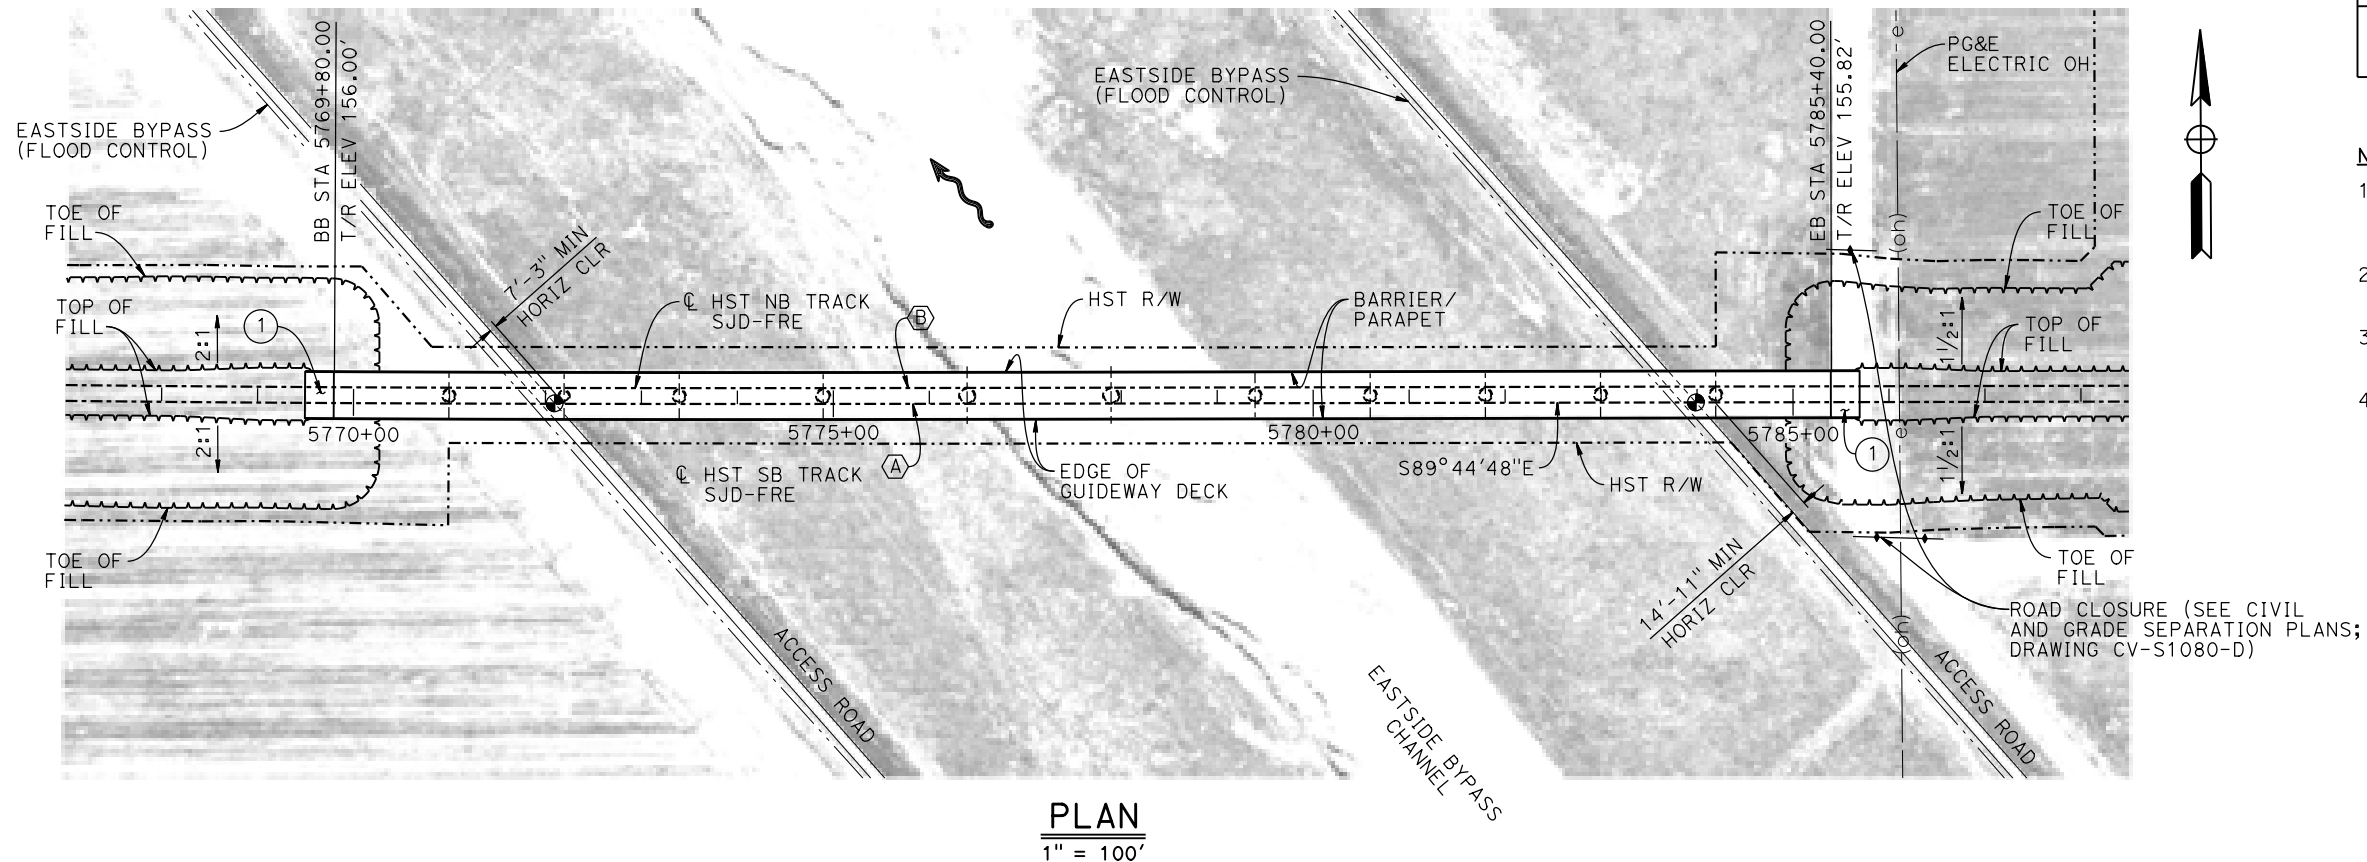 BB STA 5769+80.00
T/R ELEV 156.00'
EB STA 5785+40.00
T/R ELEV 155.82'
PG&E
ELECTRIC OH
e
EASTSIDE BYPASS
(FLOOD CONTROL)
EASTSIDE BYPASS
(FLOOD CONTROL)
TOE OF
FILL
TOP OF
FILL
2:1
1
7'-3" MIN
HORIZ CLR
℄ HST NB TRACK
SJD-FRE
B
HST R/W
BARRIER/
PARAPET
(oh)
TOE OF
FILL
1½:1
TOP OF
FILL
N
1
2
3
4
5770+00
5775+00
5780+00
5785+00
2:1
℄ HST SB TRACK
SJD-FRE
A
EDGE OF
GUIDEWAY DECK
S89°44'48"E
HST R/W
1
e
1½:1
TOE OF
FILL
14'-11" MIN
HORIZ CLR
TOE OF
FILL
ROAD CLOSURE (SEE CIVIL
AND GRADE SEPARATION PLANS;
DRAWING CV-S1080-D)
(oh)
ACCESS ROAD
EASTSIDE BYPASS
CHANNEL
ACCESS ROAD
PLAN
1" = 100'